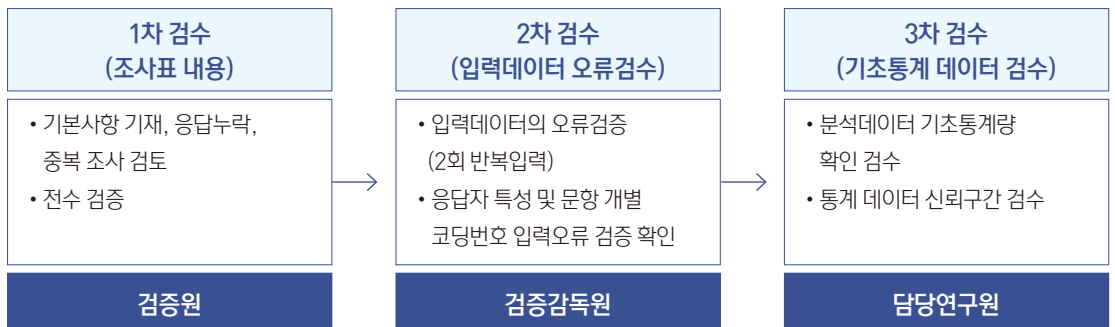 1차 검수
(조사표 내용)
• 기본사항 기재, 응답누락,
중복 조사 검토
• 전수 검증
검증원
2차 검수
(입력데이터 오류검수)
• 입력데이터의 오류검증
(2회 반복입력)
• 응답자 특성 및 문항 개별
코딩번호 입력오류 검증 확인
검증감독원
3차 검수
(기초통계 데이터 검수)
• 분석데이터 기초통계량
확인 검수
• 통계 데이터 신뢰구간 검수
담당연구원